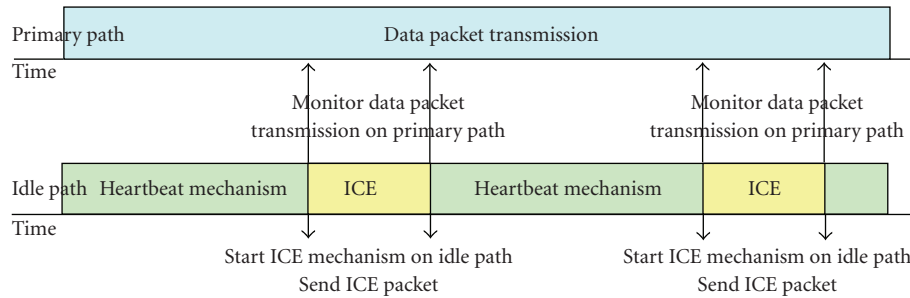 Primary path
Data packet transmission
Time
Monitor data packet
transmission on primary path
Monitor data packet
transmission on primary path
Idle path
Heartbeat mechanism
ICE
Heartbeat mechanism
ICE
Time
Start ICE mechanism on idle path
Send ICE packet
Start ICE mechanism on idle path
Send ICE packet